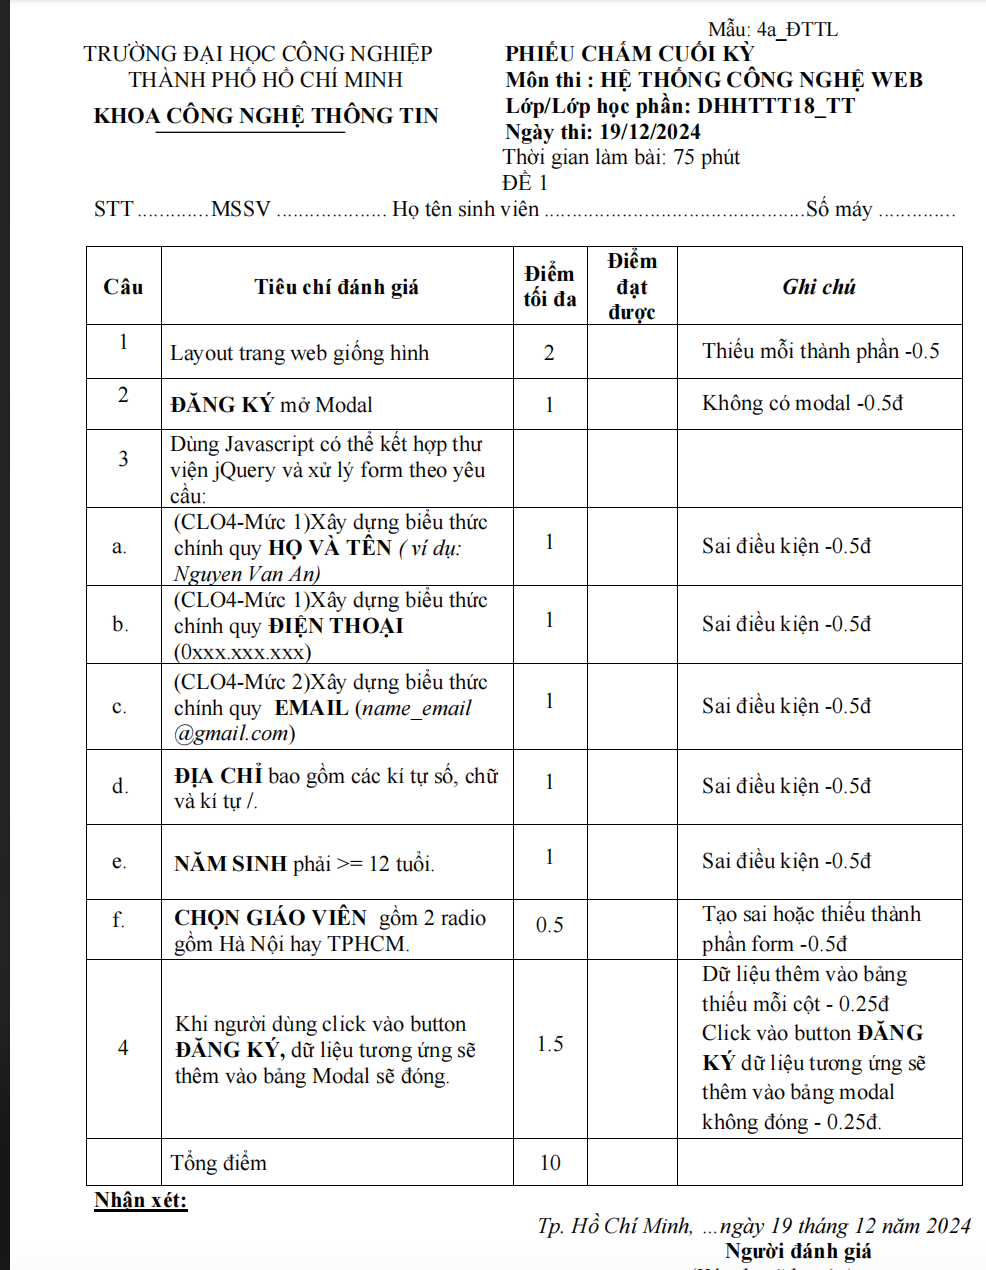 Mẫu: 4a_ĐTTL
TRƯỜNG ĐẠI HỌC CÔNG NGHIỆP
THÀNH PHỐ HỒ CHÍ MINH
KHOA CÔNG NGHỆ THÔNG TIN
PHIẾU CHẤM CUỐI KỲ
Môn thi : HỆ THỐNG CÔNG NGHỆ WEB
Lớp/Lớp học phần: DHHTTT18_TT
Ngày thi: 19/12/2024
Thời gian làm bài: 75 phút
ĐỀ 1
STT .............MSSV .................... Họ tên sinh viên ...............................................Số máy ..............
Câu
Tiêu chí đánh giá
Điểm
tối đa
Điểm
đạt
được
Ghi chú
1
Layout trang web giống hình
2
Thiếu mỗi thành phần -0.5
2
ĐĂNG KÝ mở Modal
1
Không có modal -0.5đ
3
Dùng Javascript có thể kết hợp thư
viện jQuery và xử lý form theo yêu
cầu:
a.
(CLO4-Mức 1)Xây dựng biểu thức
chính quy HỌ VÀ TÊN ( ví dụ:
Nguyen Van An)
1
Sai điều kiện -0.5đ
b.
(CLO4-Mức 1)Xây dựng biểu thức
chính quy ĐIỆN THOẠI
(0xxx.xxx.xxx)
1
Sai điều kiện -0.5đ
c.
(CLO4-Mức 2)Xây dựng biểu thức
chính quy  EMAIL (name_email
@gmail.com)
1
Sai điều kiện -0.5đ
d.
ĐỊA CHỈ bao gồm các kí tự số, chữ
và kí tự /.
1
Sai điều kiện -0.5đ
e.
NĂM SINH phải >= 12 tuổi.
1
Sai điều kiện -0.5đ
f.
CHỌN GIÁO VIÊN  gồm 2 radio
gồm Hà Nội hay TPHCM.
0.5
Tạo sai hoặc thiếu thành
phần form -0.5đ
4
Khi người dùng click vào button
ĐĂNG KÝ, dữ liệu tương ứng sẽ
thêm vào bảng Modal sẽ đóng.
1.5
Dữ liệu thêm vào bảng
thiếu mỗi cột - 0.25đ
Click vào button ĐĂNG
KÝ dữ liệu tương ứng sẽ
thêm vào bảng modal
không đóng - 0.25đ.
Tổng điểm
10
Nhận xét:
Tp. Hồ Chí Minh, ...ngày 19 tháng 12 năm 2024
Người đánh giá